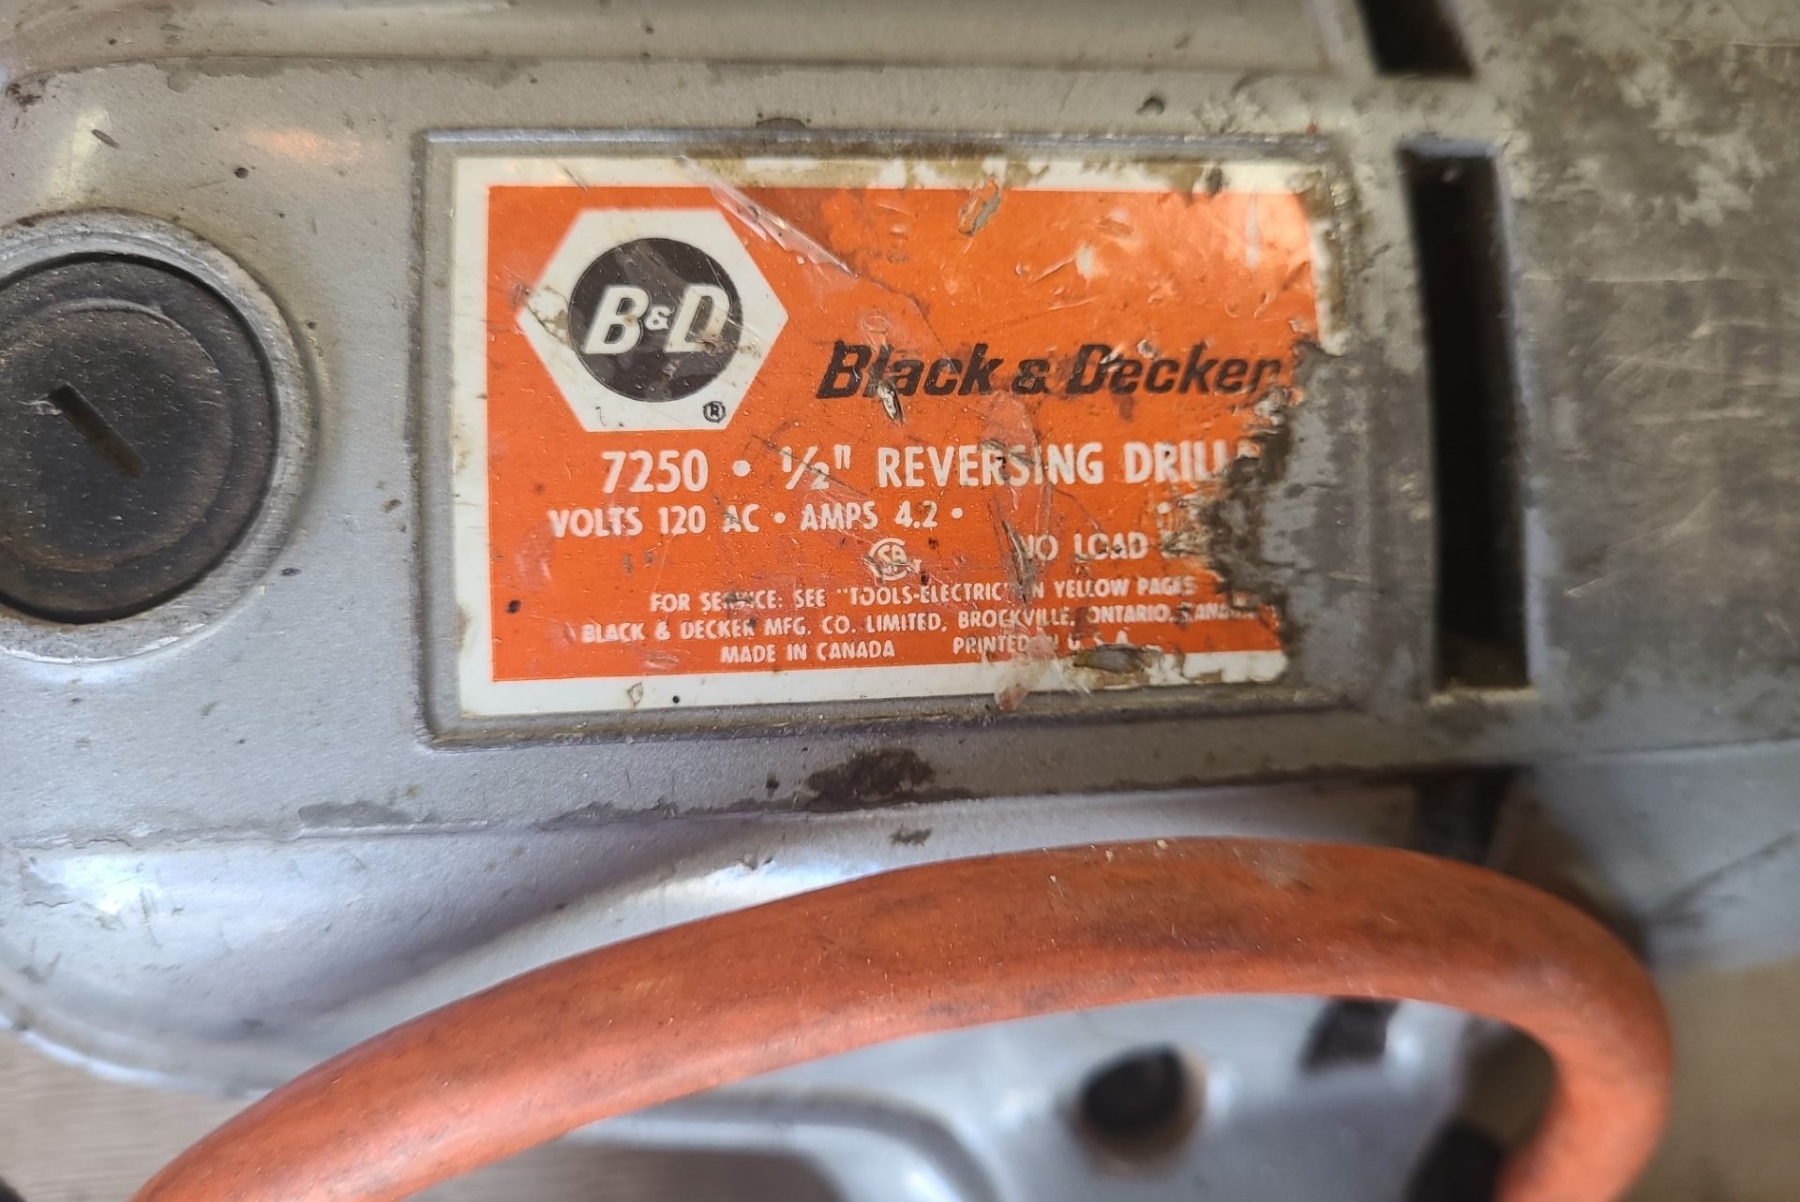 B&D
®
Black & Decker
7250 • 1/2" REVERSING DRILL
VOLTS 120 AC • AMPS 4.2 •
NO LOAD
FOR SERVICE: SEE "TOOLS-ELECTRIC" IN YELLOW PAGES
BLACK & DECKER MFG. CO. LIMITED, BROCKVILLE, ONTARIO, CANADA
MADE IN CANADA PRINTED IN U.S.A.